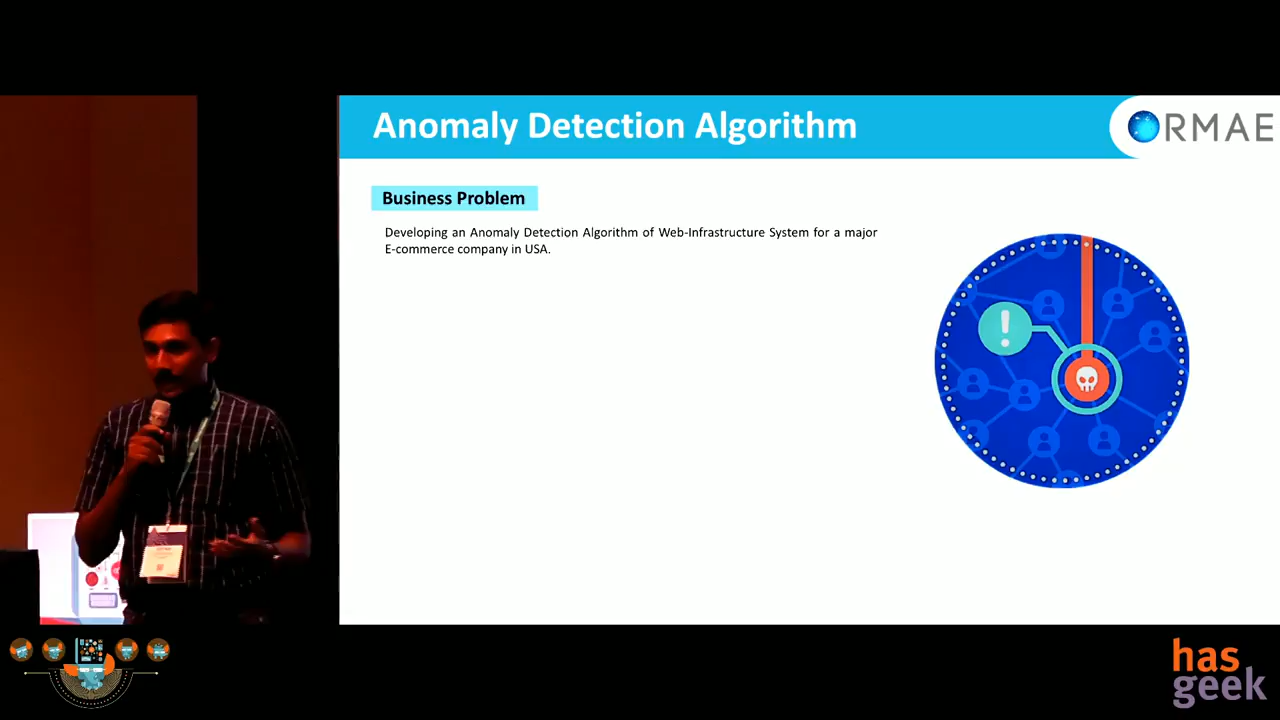 Anomaly Detection Algorithm
ORMAE
Business Problem
Developing an Anomaly Detection Algorithm of Web-Infrastructure System for a major
E-commerce company in USA.
!
has
geek